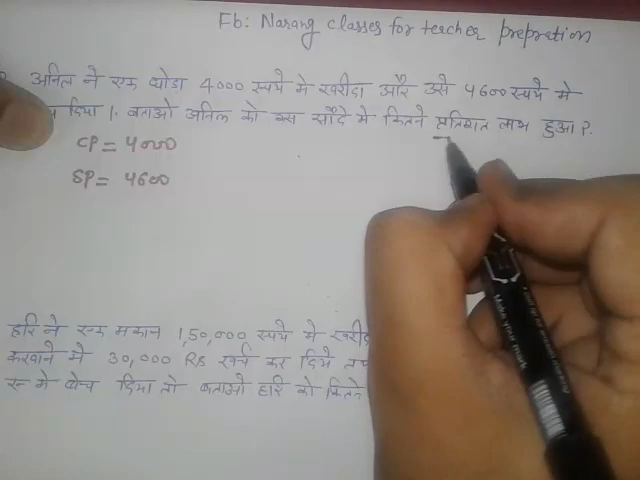 Fb: Narang classes for teacher prepration
अनिल ने एक घोडा 4000 रुपये मे खरीदा और उसे 4600 रुपये मे
दिया। बताओ अनिल को इस सौदे मे कितने प्रतिशत लाभ हुआ ?
CP = 4000
SP = 4600
हरि ने एक मकान 1,50,000 रुपये मे
करवाने मे 30,000 RS खर्च कर दिये
रू मे बेच दिया तो बताओ हरि को कितने